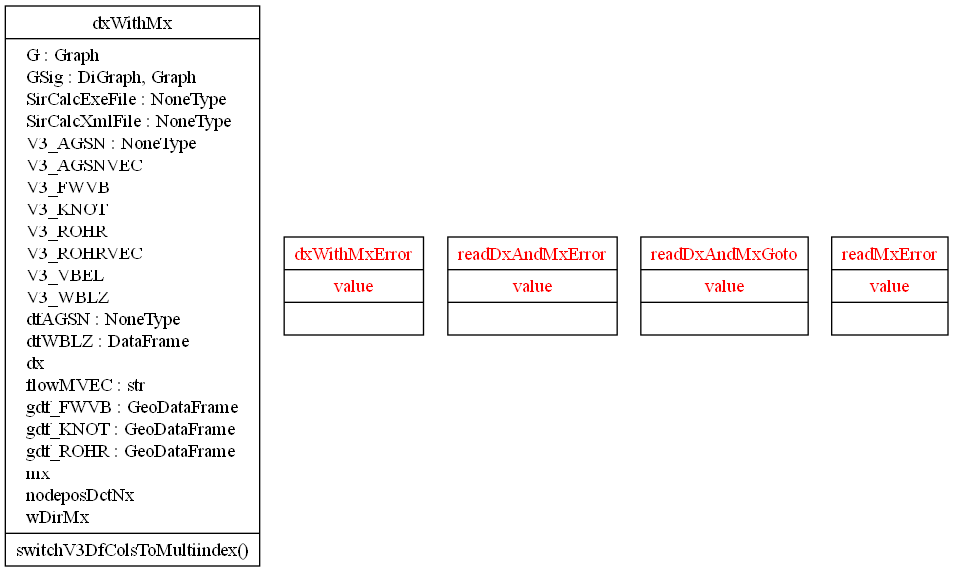 dxWithMx
G : Graph
GSig : DiGraph, Graph
SirCalcExeFile : NoneType
SirCalcXmlFile : NoneType
V3_AGSN : NoneType
V3_AGSNVEC
V3_FWVB
V3_KNOT
V3_ROHR
V3_ROHRVEC
V3_VBEL
V3_WBLZ
dfAGSN : NoneType
dfWBLZ : DataFrame
dx
flowMVEC : str
gdf_FWVB : GeoDataFrame
gdf_KNOT : GeoDataFrame
gdf_ROHR : GeoDataFrame
mx
nodeposDctNx
wDirMx
switchV3DfColsToMultiindex()
dxWithMxError
value
readDxAndMxError
value
readDxAndMxGoto
value
readMxError
value